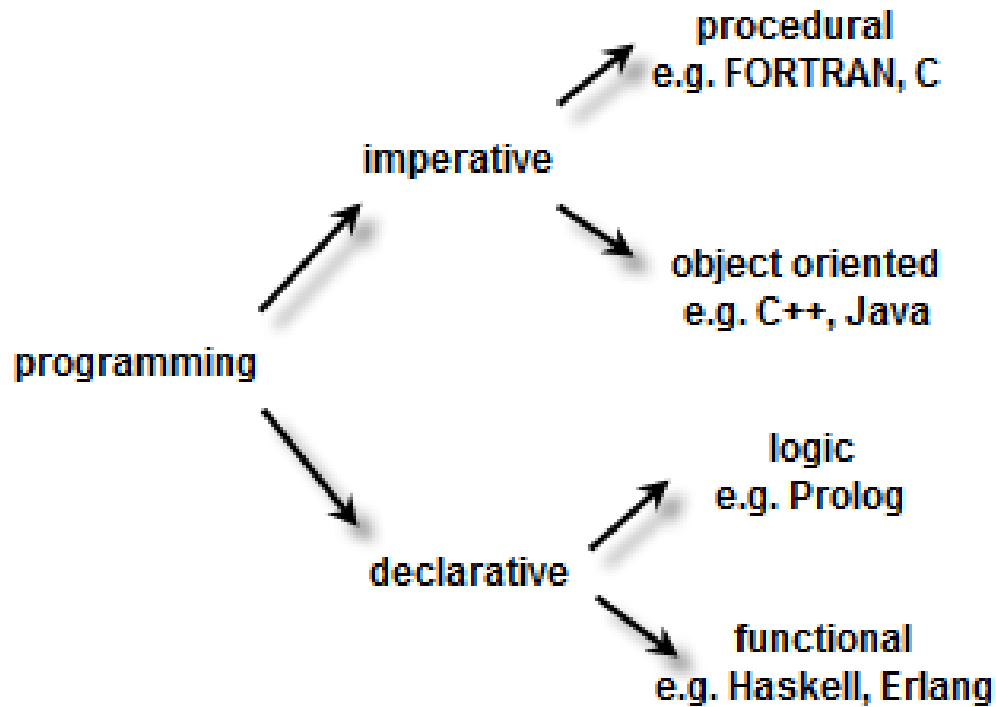 procedural
e.g. FORTRAN, C
imperative
object oriented
e.g. C++, Java
programming
logic
e.g. Prolog
declarative
functional
e.g. Haskell, Erlang